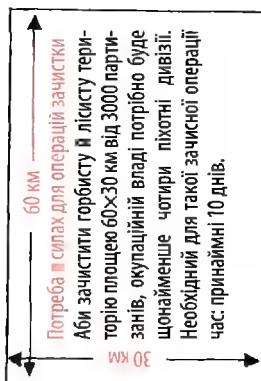 60 км
30 км
Потреба в силах для операцій зачистки
Аби зачистити горбисту й лісисту тери-
торію площею 60×30 км від 3000 парти-
занів, окупаційній владі потрібно буде
щонайменше чотири піхотні дивізії.
Необхідний для такої зачисної операції
час: принаймні 10 днів.